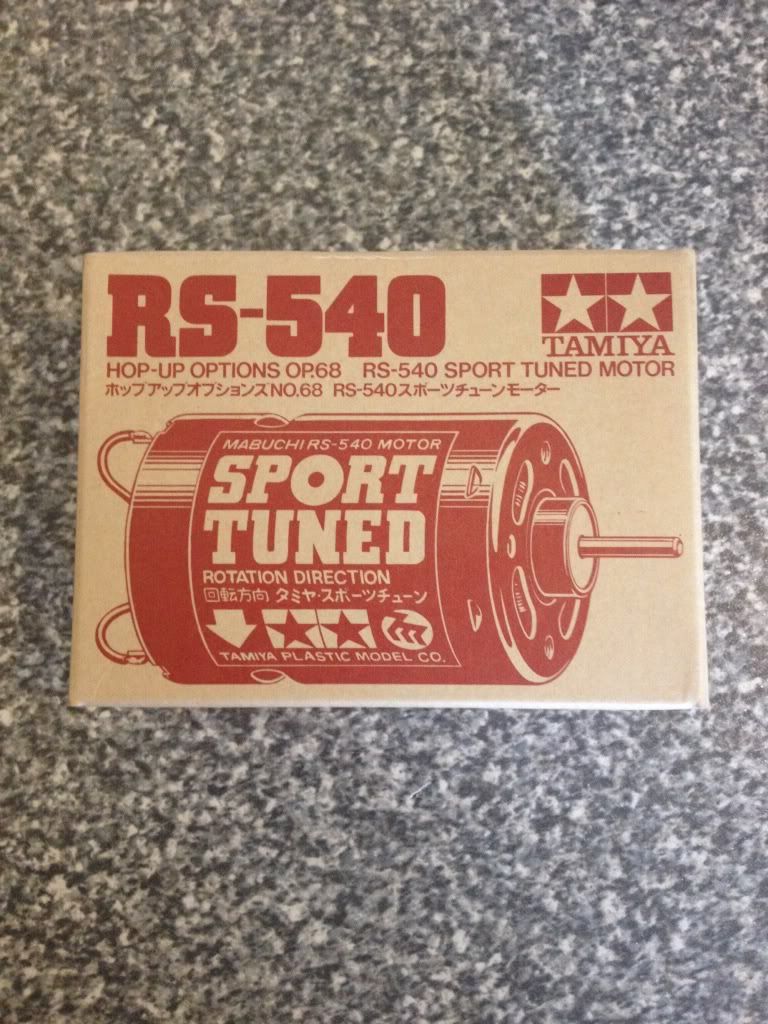 RS-540
TAMIYA
HOP-UP OPTIONS OP.68 RS-540 SPORT TUNED MOTOR
ホップアップオプションズNO.68 RS-540スポーツチューンモーター
MABUCHI RS-540 MOTOR
SPORT
TUNED
ROTATION DIRECTION
回転方向 タミヤ・スポーツチューン
TAMIYA PLASTIC MODEL CO.